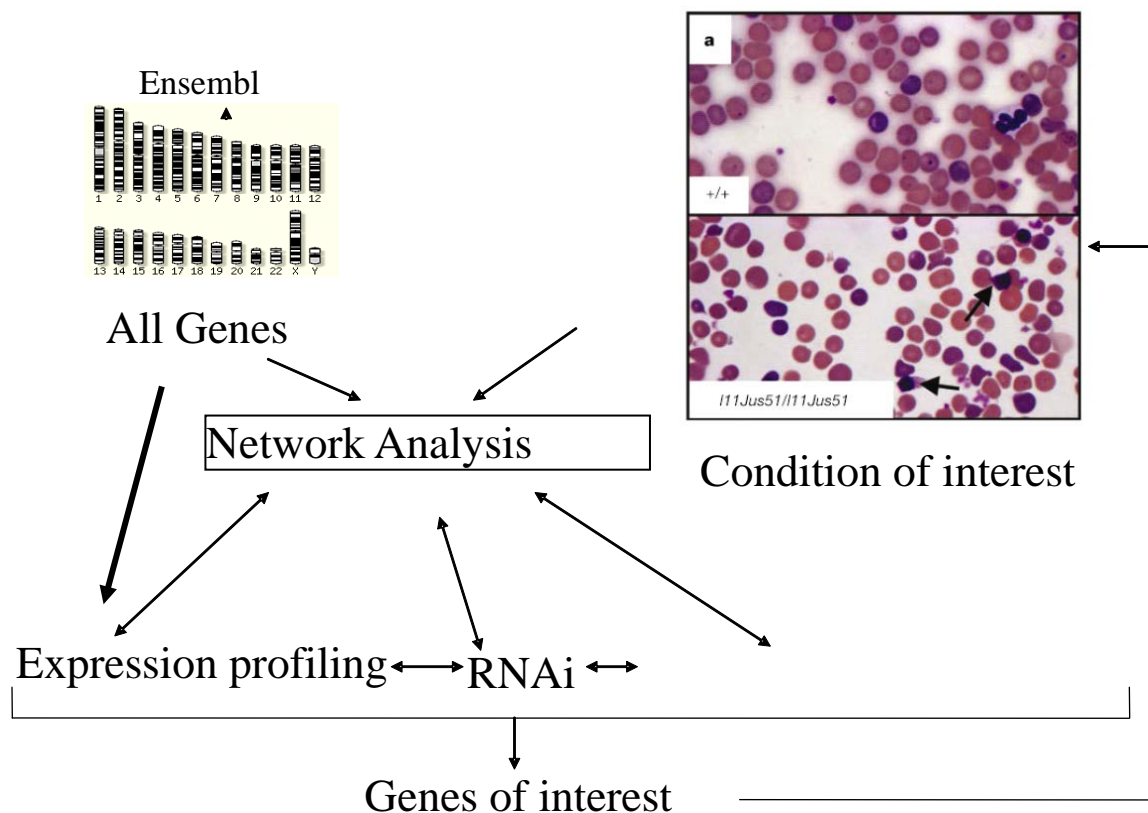 Ensembl
1 2 3 4 5 6 7 8 9 10 11 12
13 14 15 16 17 18 19 20 21 22 X Y
All Genes
a
+/+
l11Jus51/l11Jus51
Network Analysis
Condition of interest
Expression profiling
RNAi
Genes of interest